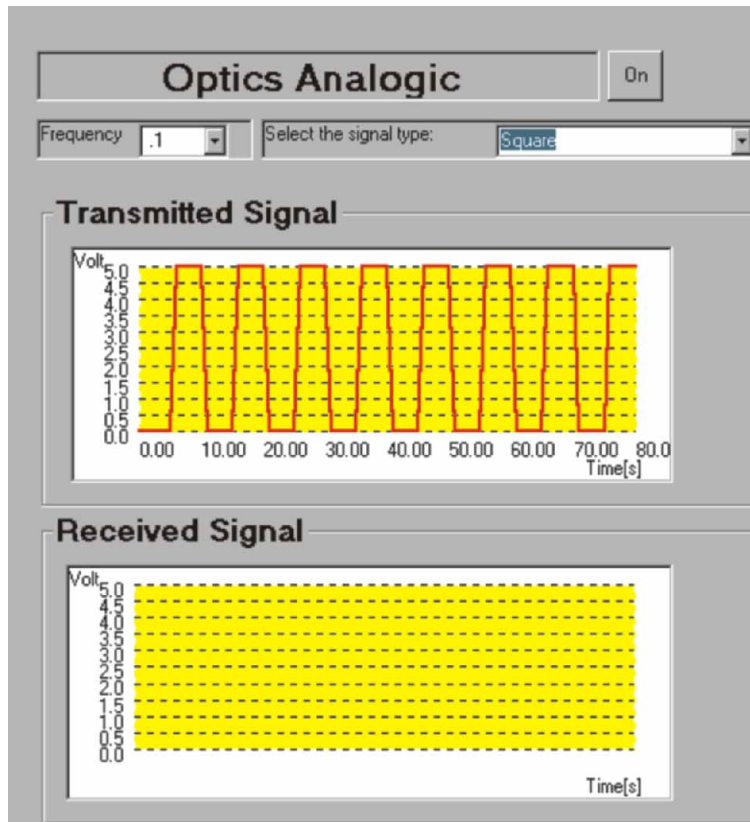 Optics Analogic
On
Frequency .1
Select the signal type: Square
Transmitted Signal
Volt
5.0
4.5
4.0
3.5
3.0
2.5
2.0
1.5
1.0
0.5
0.0
0.00 10.00 20.00 30.00 40.00 50.00 60.00 70.00 80.0
Time[s]
Received Signal
Volt
5.0
4.5
4.0
3.5
3.0
2.5
2.0
1.5
1.0
0.5
0.0
Time[s]